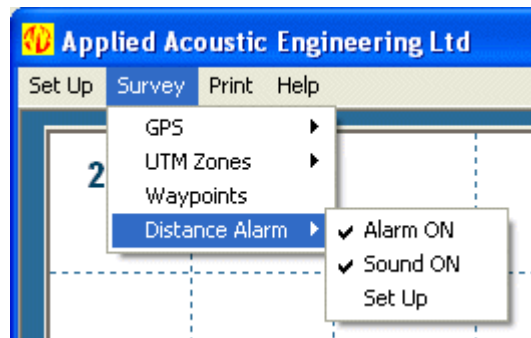 Applied Acoustic Engineering Ltd
Set Up Survey Print Help
GPS
UTM Zones
2
Waypoints
Distance Alarm
Alarm ON
Sound ON
Set Up